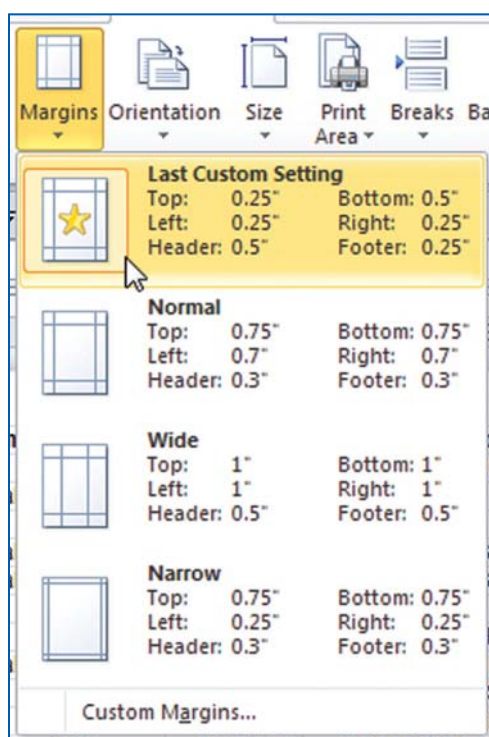 Margins Orientation Size Print Area Breaks Ba
Last Custom Setting
Top: 0.25" Bottom: 0.5"
Left: 0.25" Right: 0.25"
Header: 0.5" Footer: 0.25"
Normal
Top: 0.75" Bottom: 0.75"
Left: 0.7" Right: 0.7"
Header: 0.3" Footer: 0.3"
Wide
Top: 1" Bottom: 1"
Left: 1" Right: 1"
Header: 0.5" Footer: 0.5"
Narrow
Top: 0.75" Bottom: 0.75"
Left: 0.25" Right: 0.25"
Header: 0.3" Footer: 0.3"
Custom Margins...